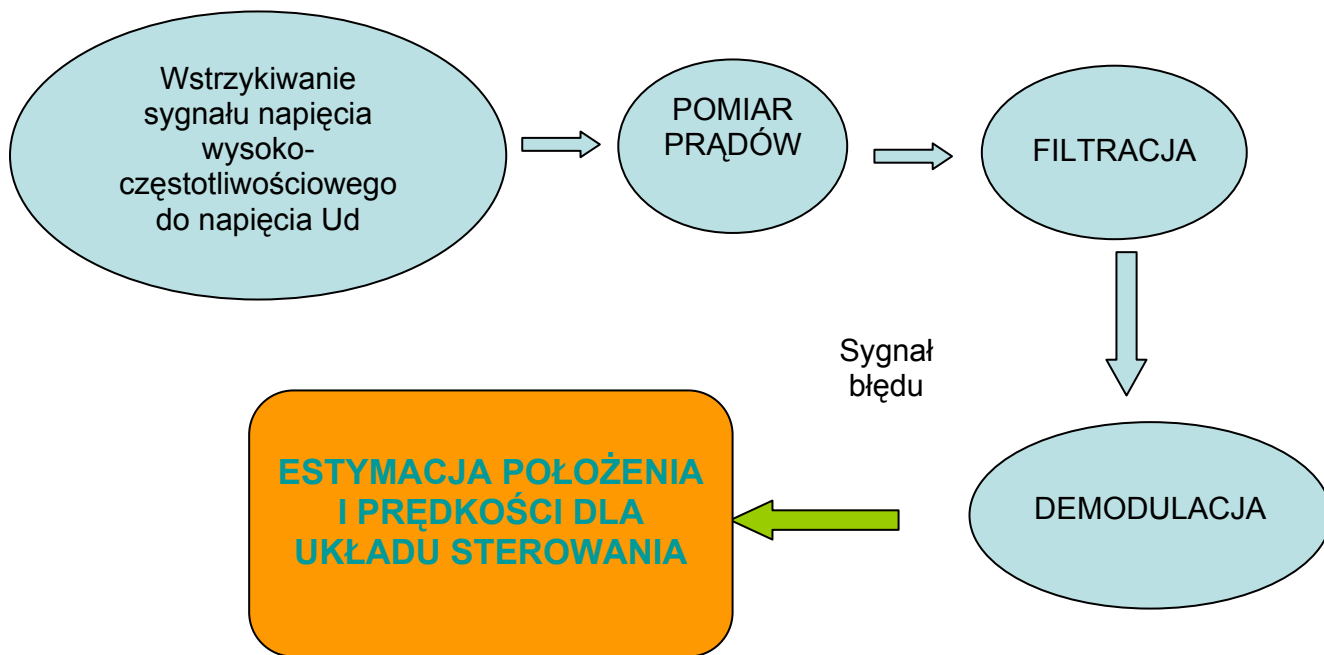 Wstrzykiwanie
sygnału napięcia
wysoko-
częstotliwościowego
do napięcia Ud
POMIAR
PRĄDÓW
FILTRACJA
DEMODULACJA
Sygnał
błędu
ESTYMACJA POŁOŻENIA
I PRĘDKOŚCI DLA
UKŁADU STEROWANIA